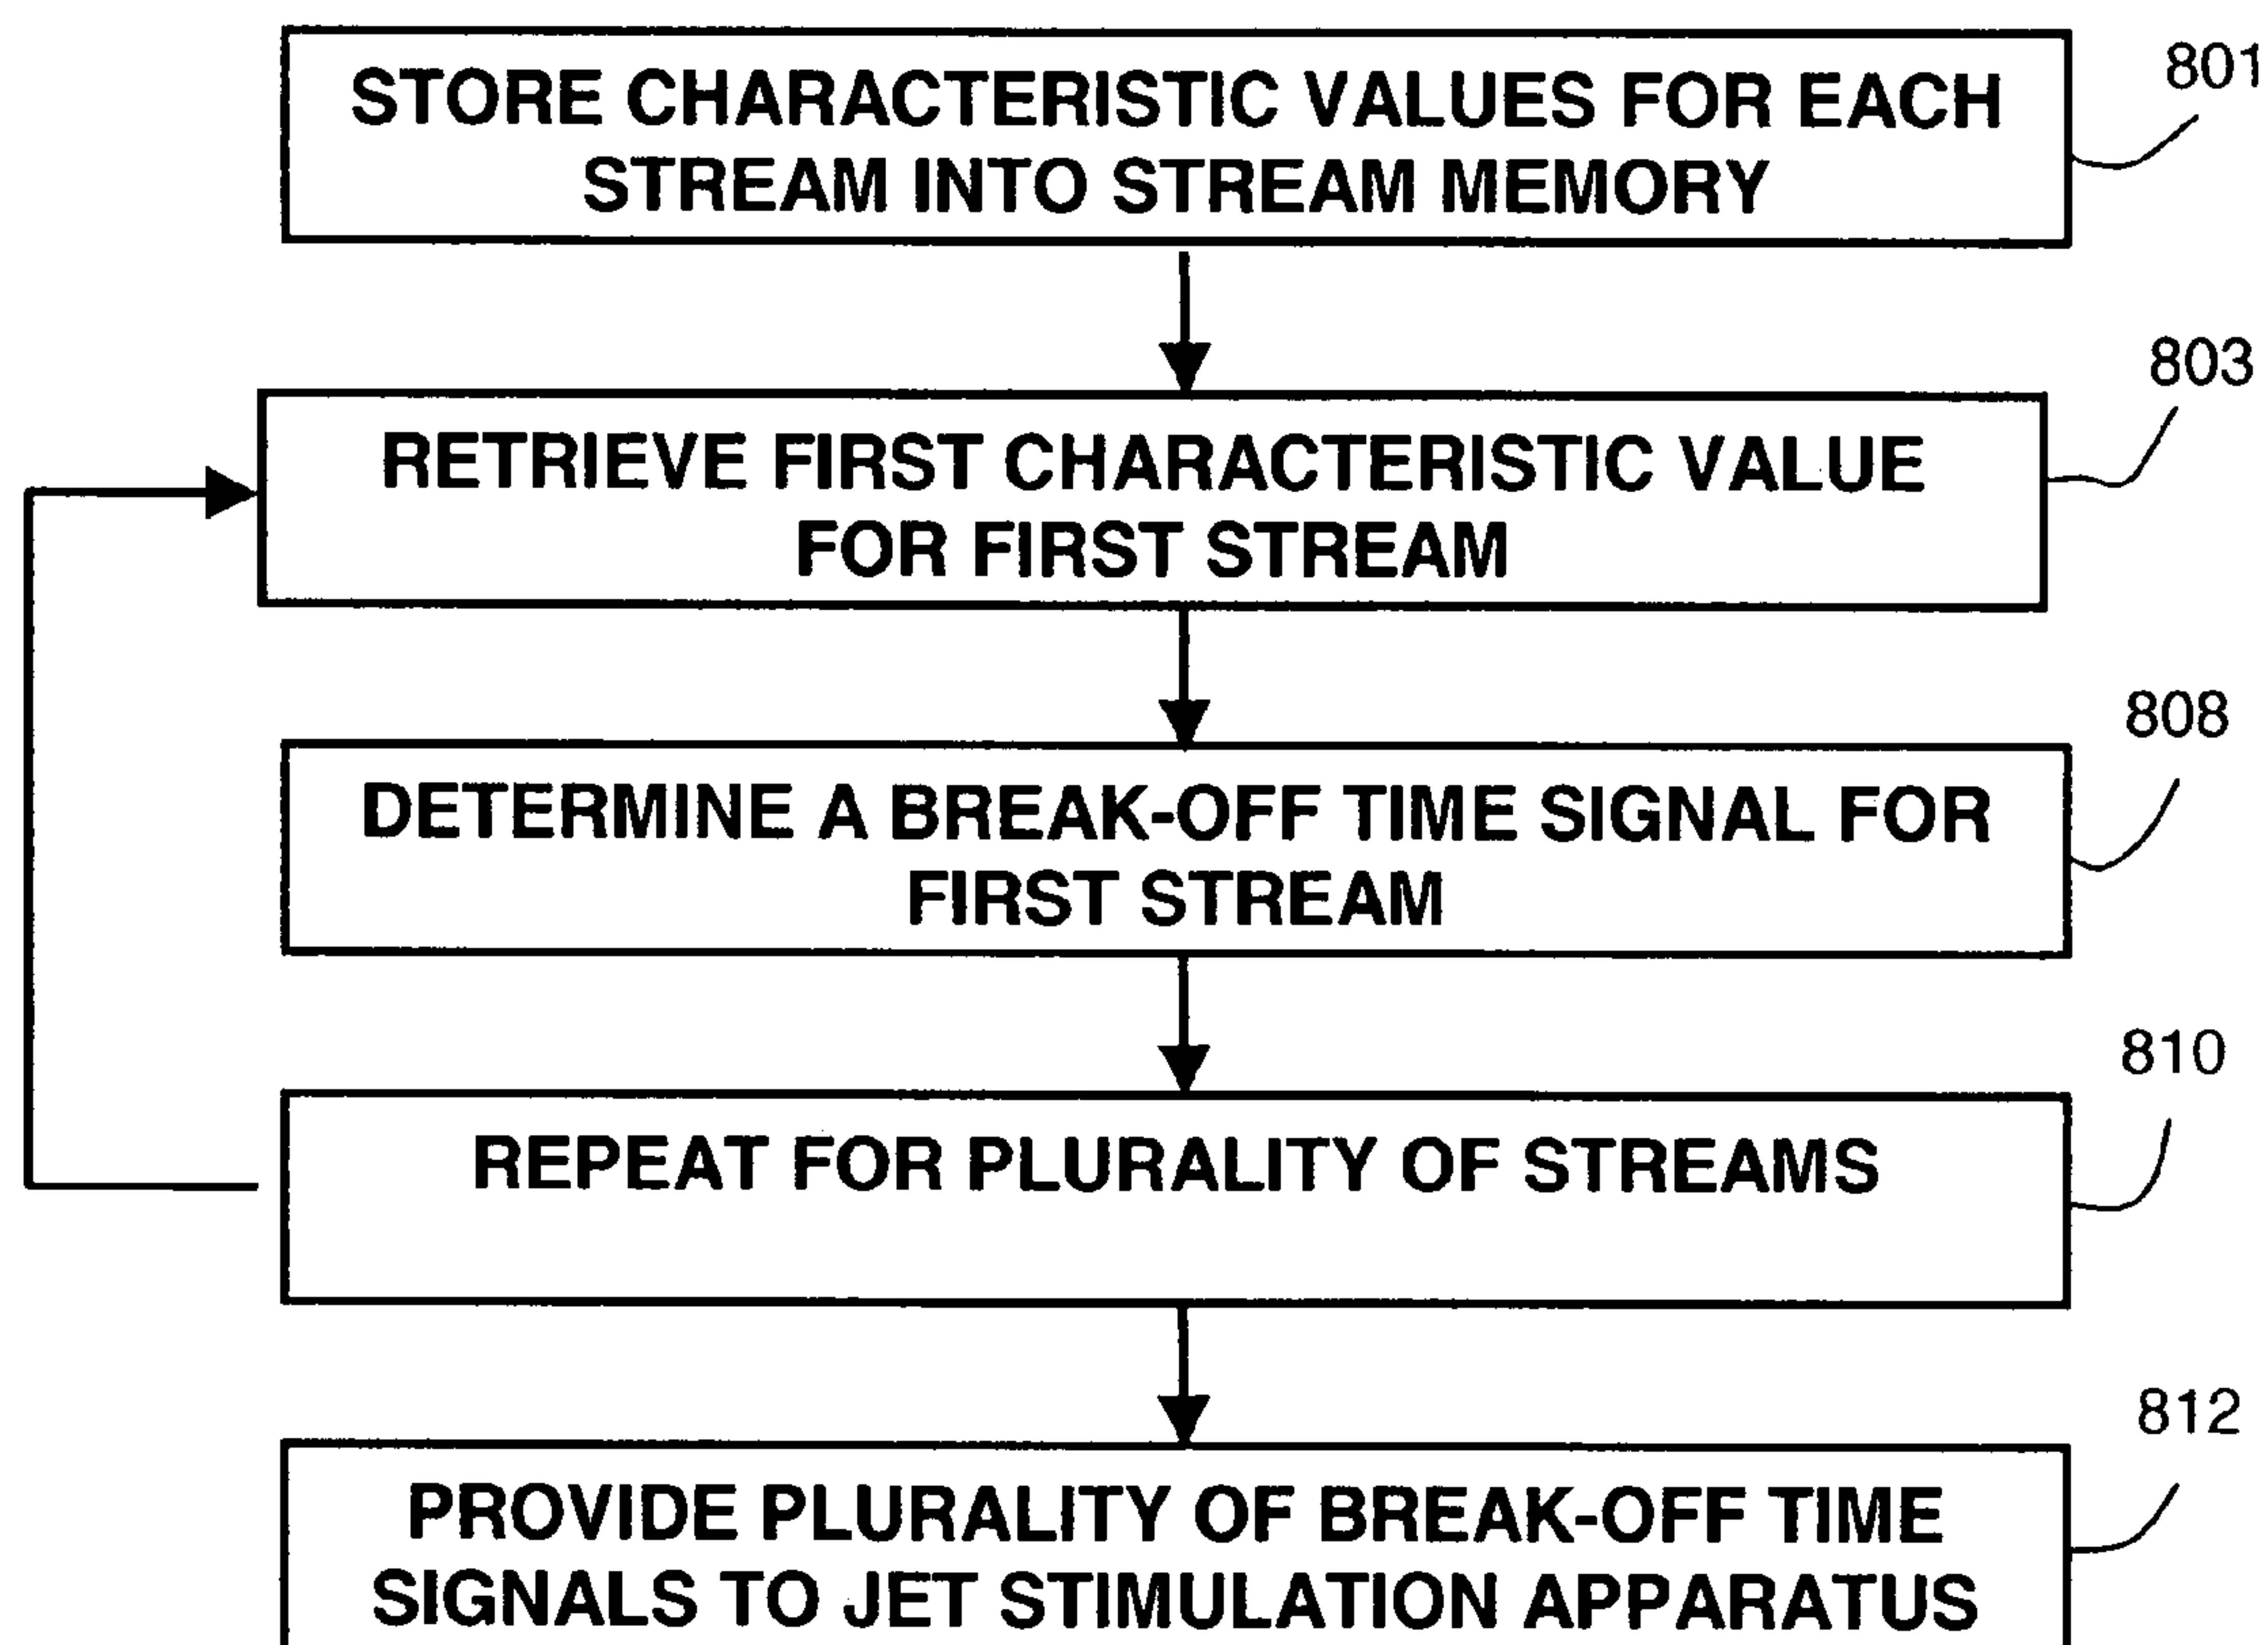 STORE CHARACTERISTIC VALUES FOR EACH
STREAM INTO STREAM MEMORY
801
RETRIEVE FIRST CHARACTERISTIC VALUE
FOR FIRST STREAM
803
DETERMINE A BREAK-OFF TIME SIGNAL FOR
FIRST STREAM
808
REPEAT FOR PLURALITY OF STREAMS
810
PROVIDE PLURALITY OF BREAK-OFF TIME
SIGNALS TO JET STIMULATION APPARATUS
812